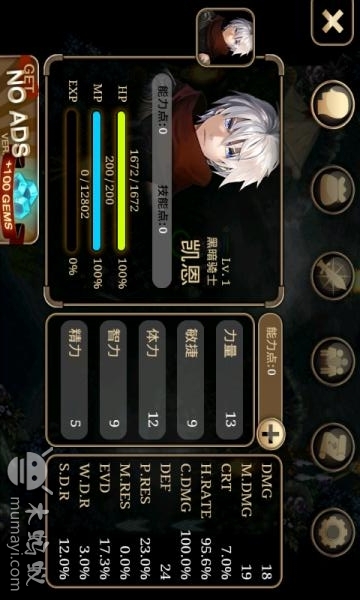 Lv. 1
黑暗骑士
凯恩
能力点:0
技能点:0
HP 1672/1672 100%
MP 200/200 100%
EXP 0/12802 0%
GET
NO ADS
VER. +100 GEMS
能力点:0
力量 13
敏捷 9
体力 12
智力 9
精力 5
DMG 18
M.DMG 19
CRT 7.0%
H.RATE 95.6%
C.DMG 100.0%
DEF 24
P.RES 23.0%
M.RES 0.0%
EVD 17.3%
W.D.R 3.0%
S.D.R 12.0%
木蚂蚁
mumayi.com